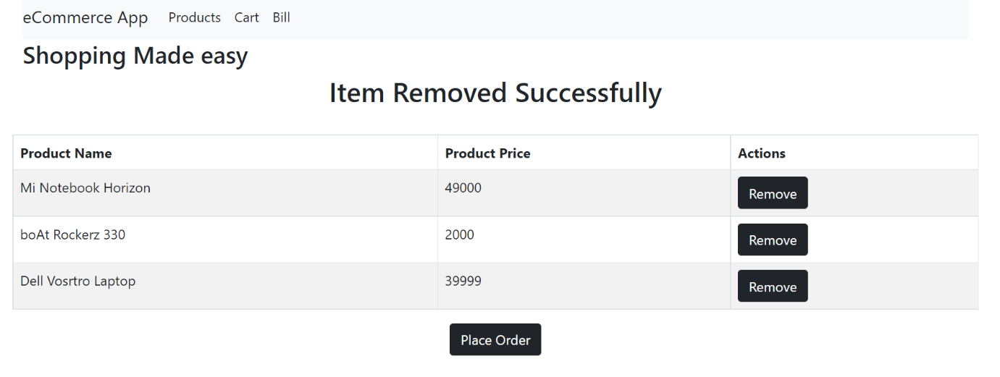 eCommerce App Products Cart Bill
Shopping Made easy
Item Removed Successfully
Product Name Product Price Actions
Mi Notebook Horizon 49000 Remove
boAt Rockerz 330 2000 Remove
Dell Vosrtro Laptop 39999 Remove
Place Order